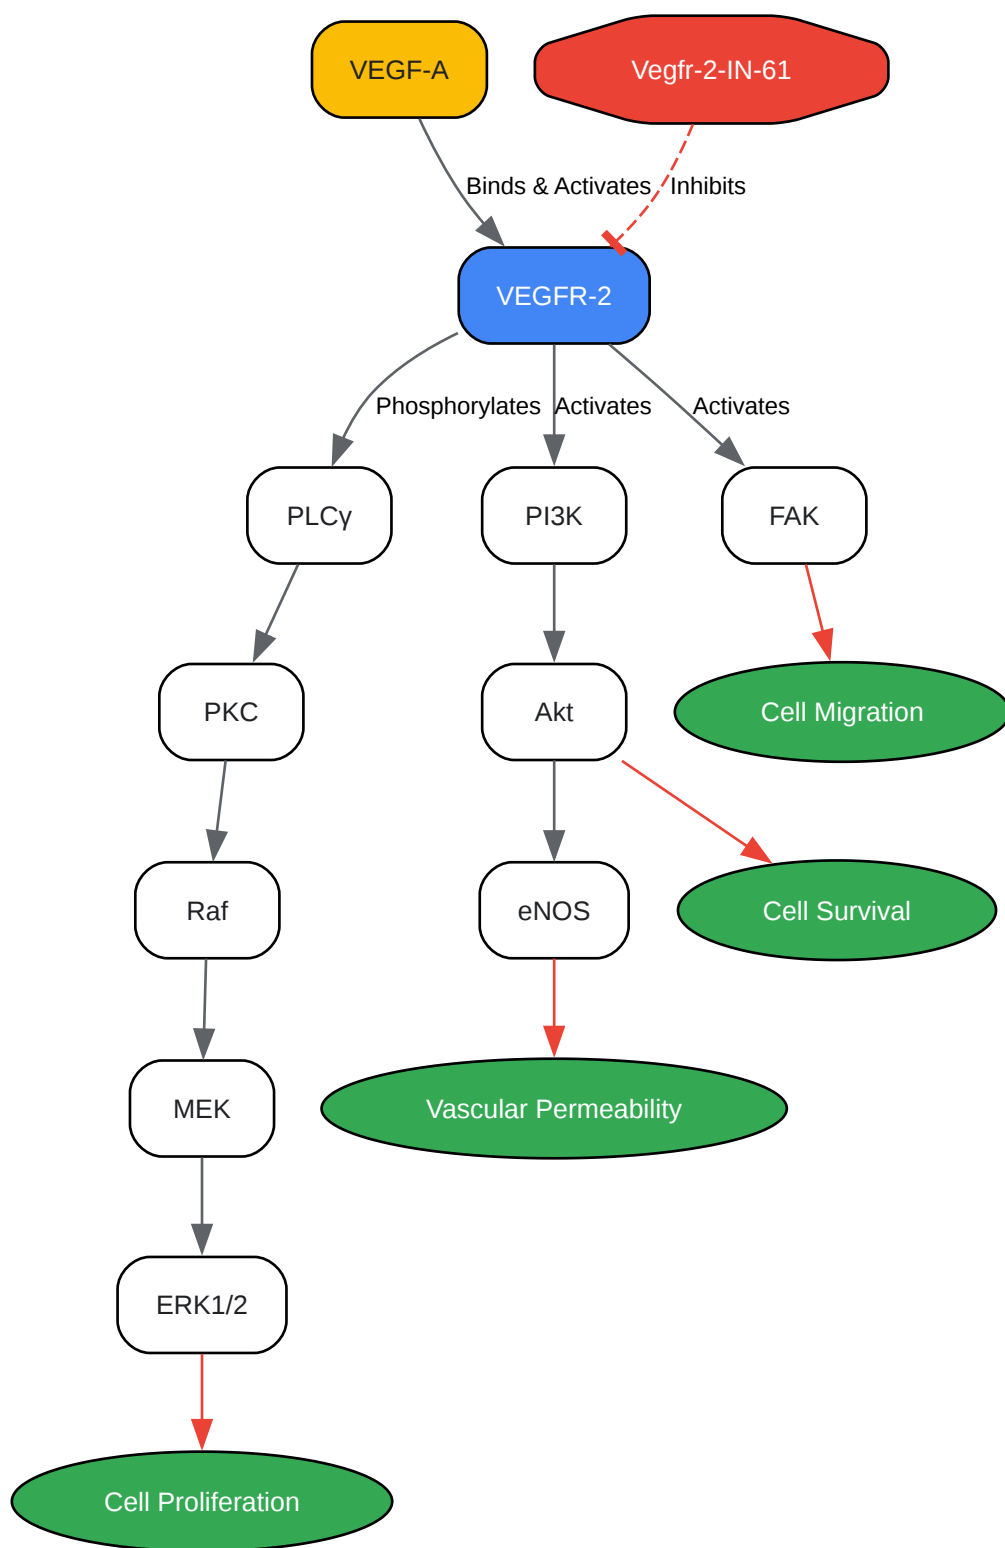 VEGF-A
Vegfr-2-IN-61
Binds & Activates
Inhibits
VEGFR-2
Phosphorylates
Activates
Activates
PLCγ
PI3K
FAK
PKC
Akt
Cell Migration
Raf
eNOS
Cell Survival
MEK
Vascular Permeability
ERK1/2
Cell Proliferation